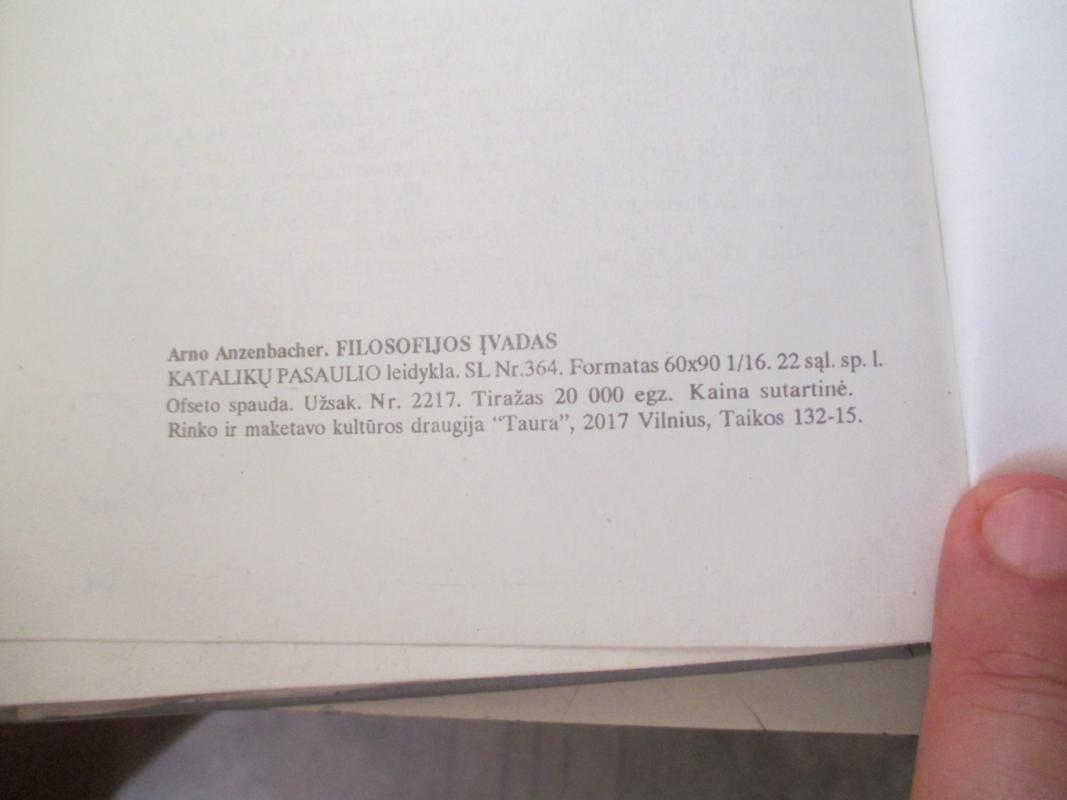 Arno Anzenbacher. FILOSOFIJOS ĮVADAS
KATALIKŲ PASAULIO leidykla. SL Nr.364. Formatas 60x90 1/16. 22 sąl. sp. l.
Ofseto spauda. Užsak. Nr. 2217. Tiražas 20 000 egz. Kaina sutartinė.
Rinko ir maketavo kultūros draugija “Taura”, 2017 Vilnius, Taikos 132-15.